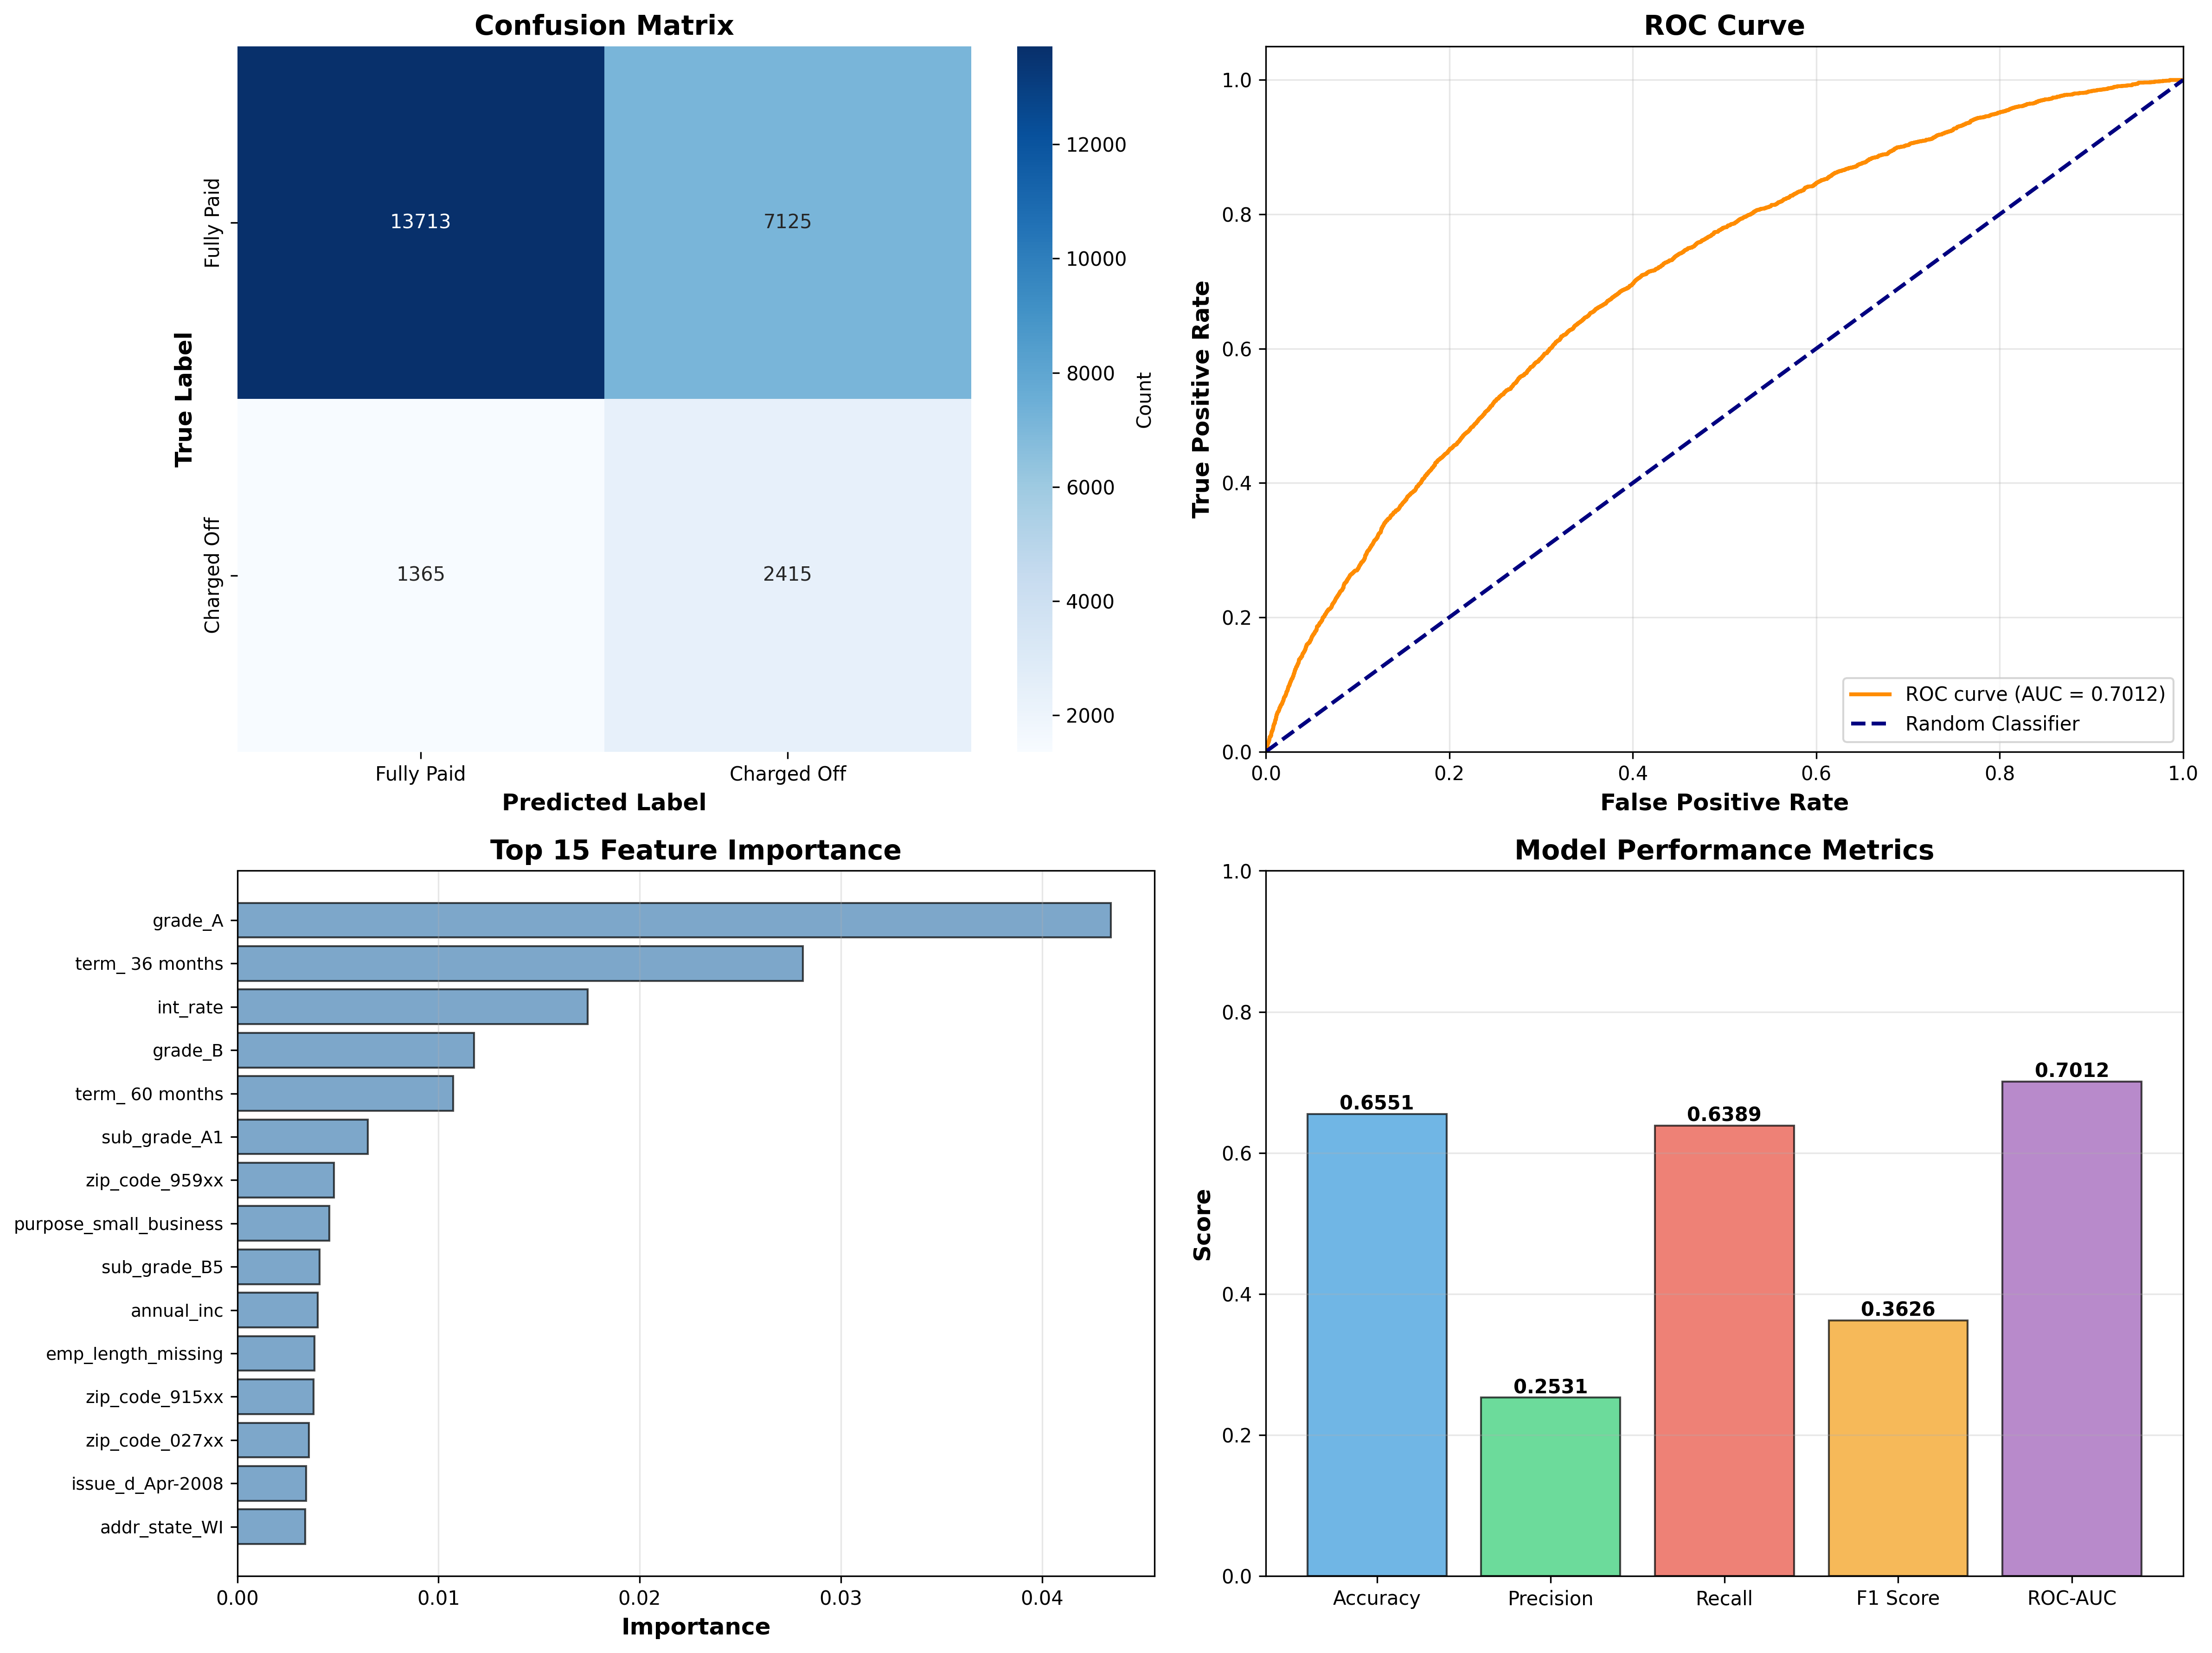 Confusion Matrix
Fully Paid
Charged Off
True Label
13713
7125
1365
2415
Fully Paid
Charged Off
Predicted Label
12000
10000
8000
6000
4000
2000
Count
ROC Curve
True Positive Rate
1.0
0.8
0.6
0.4
0.2
0.0
0.0
0.2
0.4
0.6
0.8
1.0
False Positive Rate
ROC curve (AUC = 0.7012)
Random Classifier
Top 15 Feature Importance
grade_A
term_ 36 months
int_rate
grade_B
term_ 60 months
sub_grade_A1
zip_code_959xx
purpose_small_business
sub_grade_B5
annual_inc
emp_length_missing
zip_code_915xx
zip_code_027xx
issue_d_Apr-2008
addr_state_WI
0.00
0.01
0.02
0.03
0.04
Importance
Model Performance Metrics
Score
1.0
0.8
0.6
0.4
0.2
0.0
0.6551
0.2531
0.6389
0.3626
0.7012
Accuracy
Precision
Recall
F1 Score
ROC-AUC